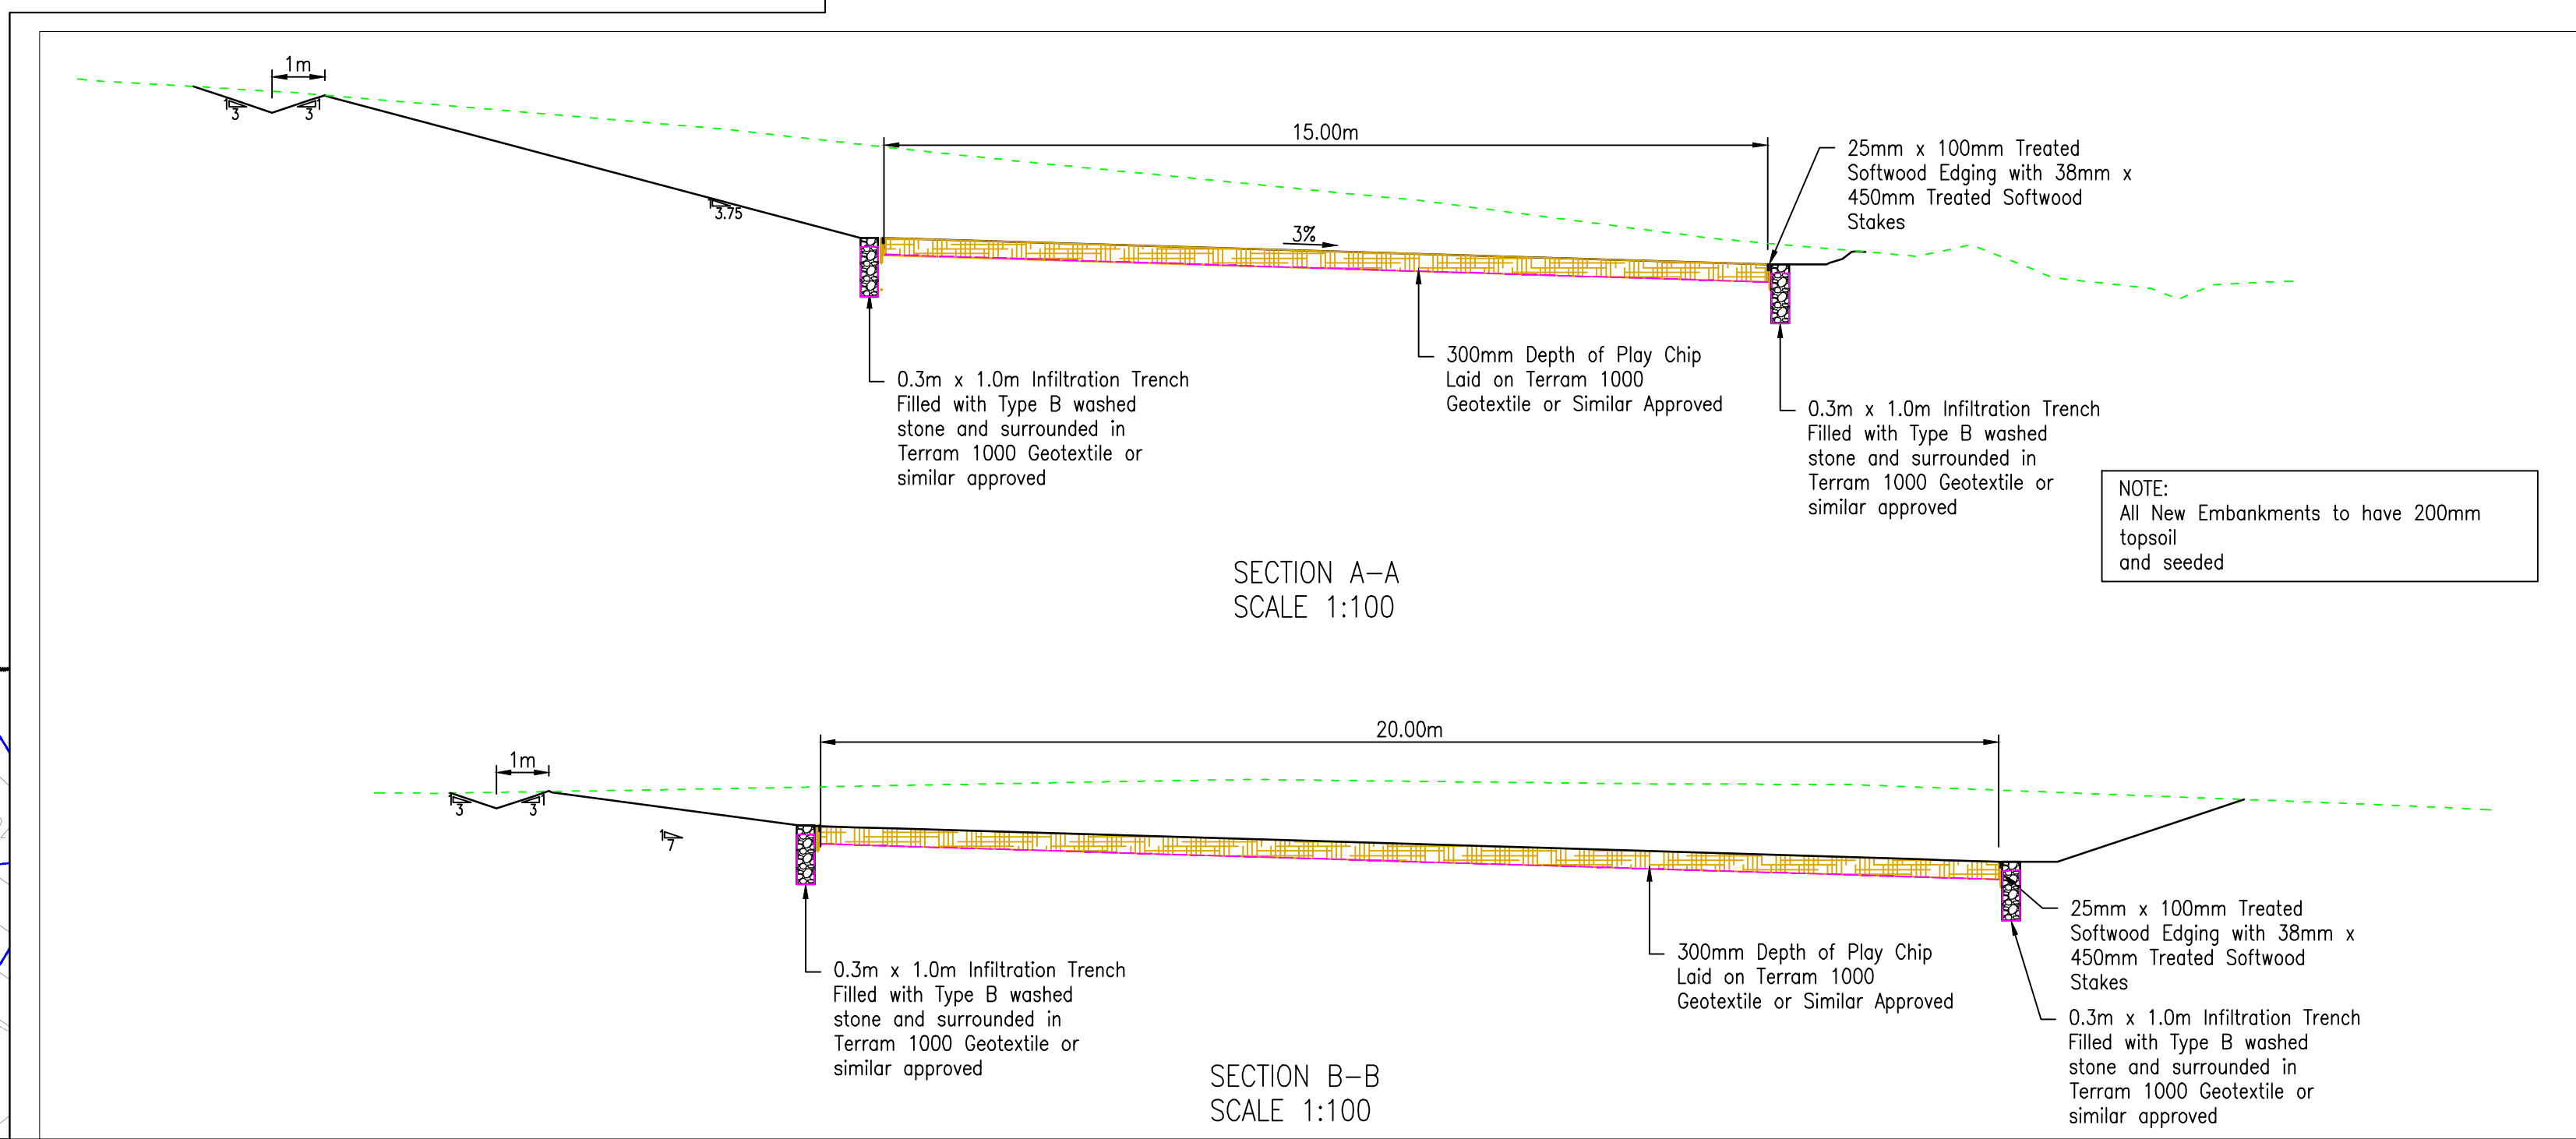 1m
1
3
1
3
15.00m
25mm x 100mm Treated
Softwood Edging with 38mm x
450mm Treated Softwood
Stakes
1
3.75
3%
300mm Depth of Play Chip
Laid on Terram 1000
Geotextile or Similar Approved
0.3m x 1.0m Infiltration Trench
Filled with Type B washed
stone and surrounded in
Terram 1000 Geotextile or
similar approved
0.3m x 1.0m Infiltration Trench
Filled with Type B washed
stone and surrounded in
Terram 1000 Geotextile or
similar approved
NOTE:
All New Embankments to have 200mm
topsoil
and seeded
SECTION A-A
SCALE 1:100
20.00m
1m
1
3
1
3
1
7
25mm x 100mm Treated
Softwood Edging with 38mm x
450mm Treated Softwood
Stakes
300mm Depth of Play Chip
Laid on Terram 1000
Geotextile or Similar Approved
0.3m x 1.0m Infiltration Trench
Filled with Type B washed
stone and surrounded in
Terram 1000 Geotextile or
similar approved
0.3m x 1.0m Infiltration Trench
Filled with Type B washed
stone and surrounded in
Terram 1000 Geotextile or
similar approved
SECTION B-B
SCALE 1:100